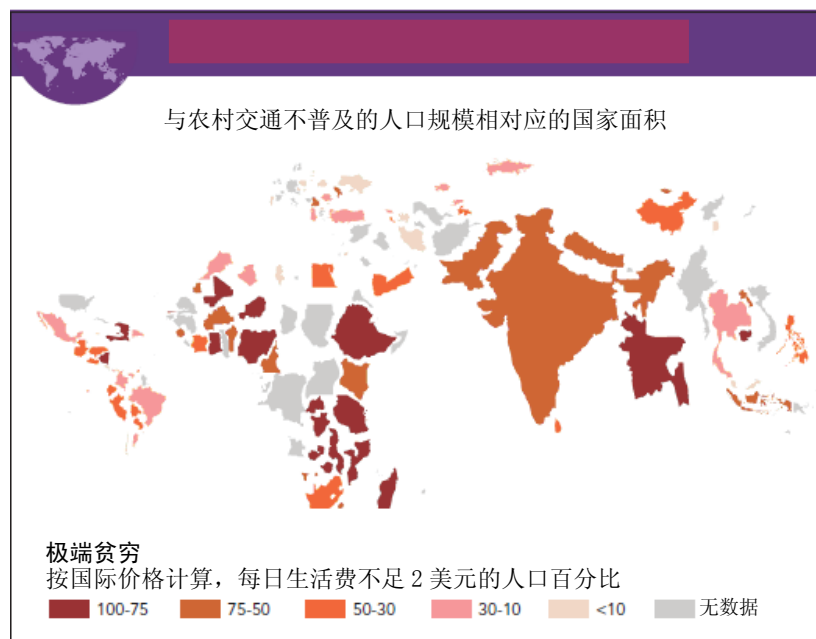 与农村交通不普及的人口规模相对应的国家面积
极端贫穷
按国际价格计算，每日生活费不足 2 美元的人口百分比
100-75 75-50 50-30 30-10 <10 无数据